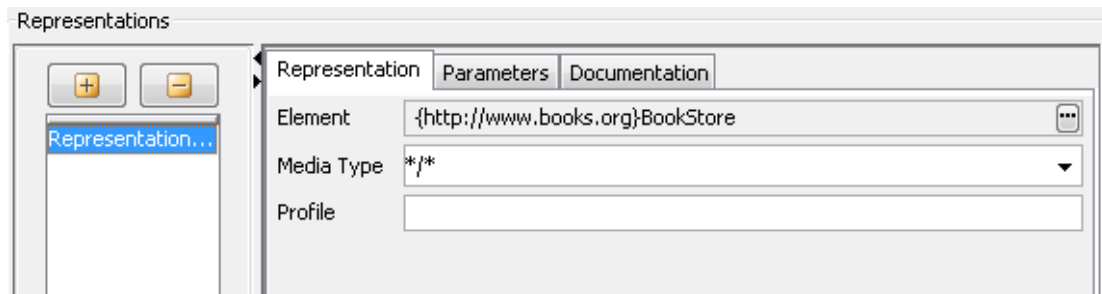 Representations
Representation...
Representation Parameters Documentation
Element {http://www.books.org}BookStore
Media Type */*
Profile